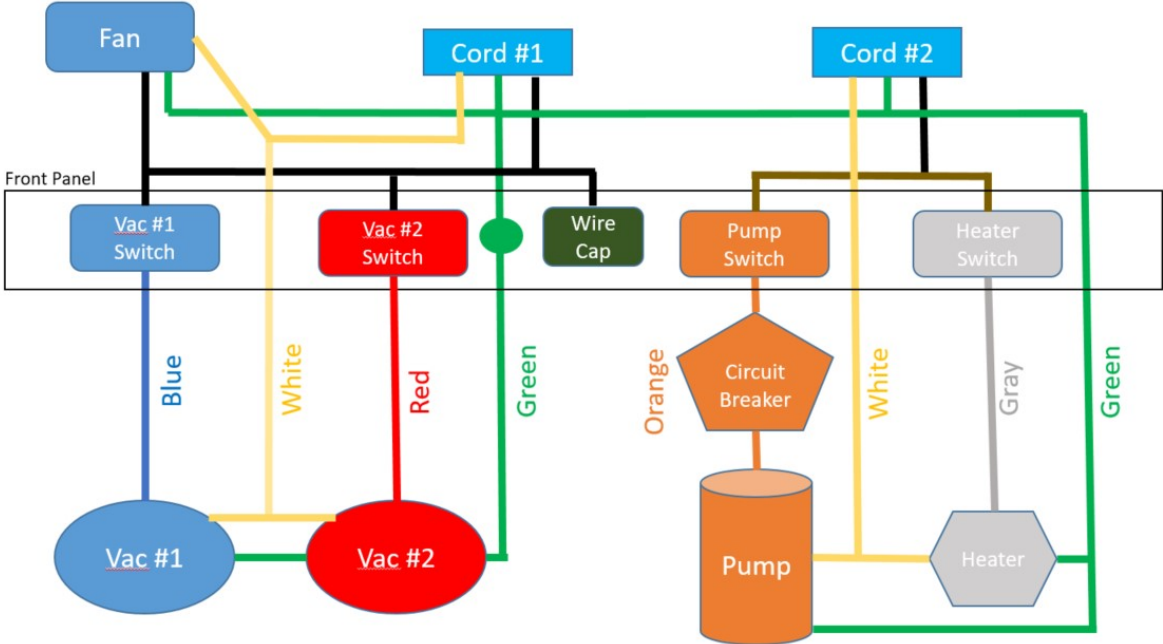 Fan
Cord #1
Cord #2
Front Panel
Vac #1
Switch
Vac #2
Switch
Wire
Cap
Pump
Switch
Heater
Switch
Blue
White
Red
Green
Orange
Circuit
Breaker
White
Gray
Green
Vac #1
Vac #2
Pump
Heater